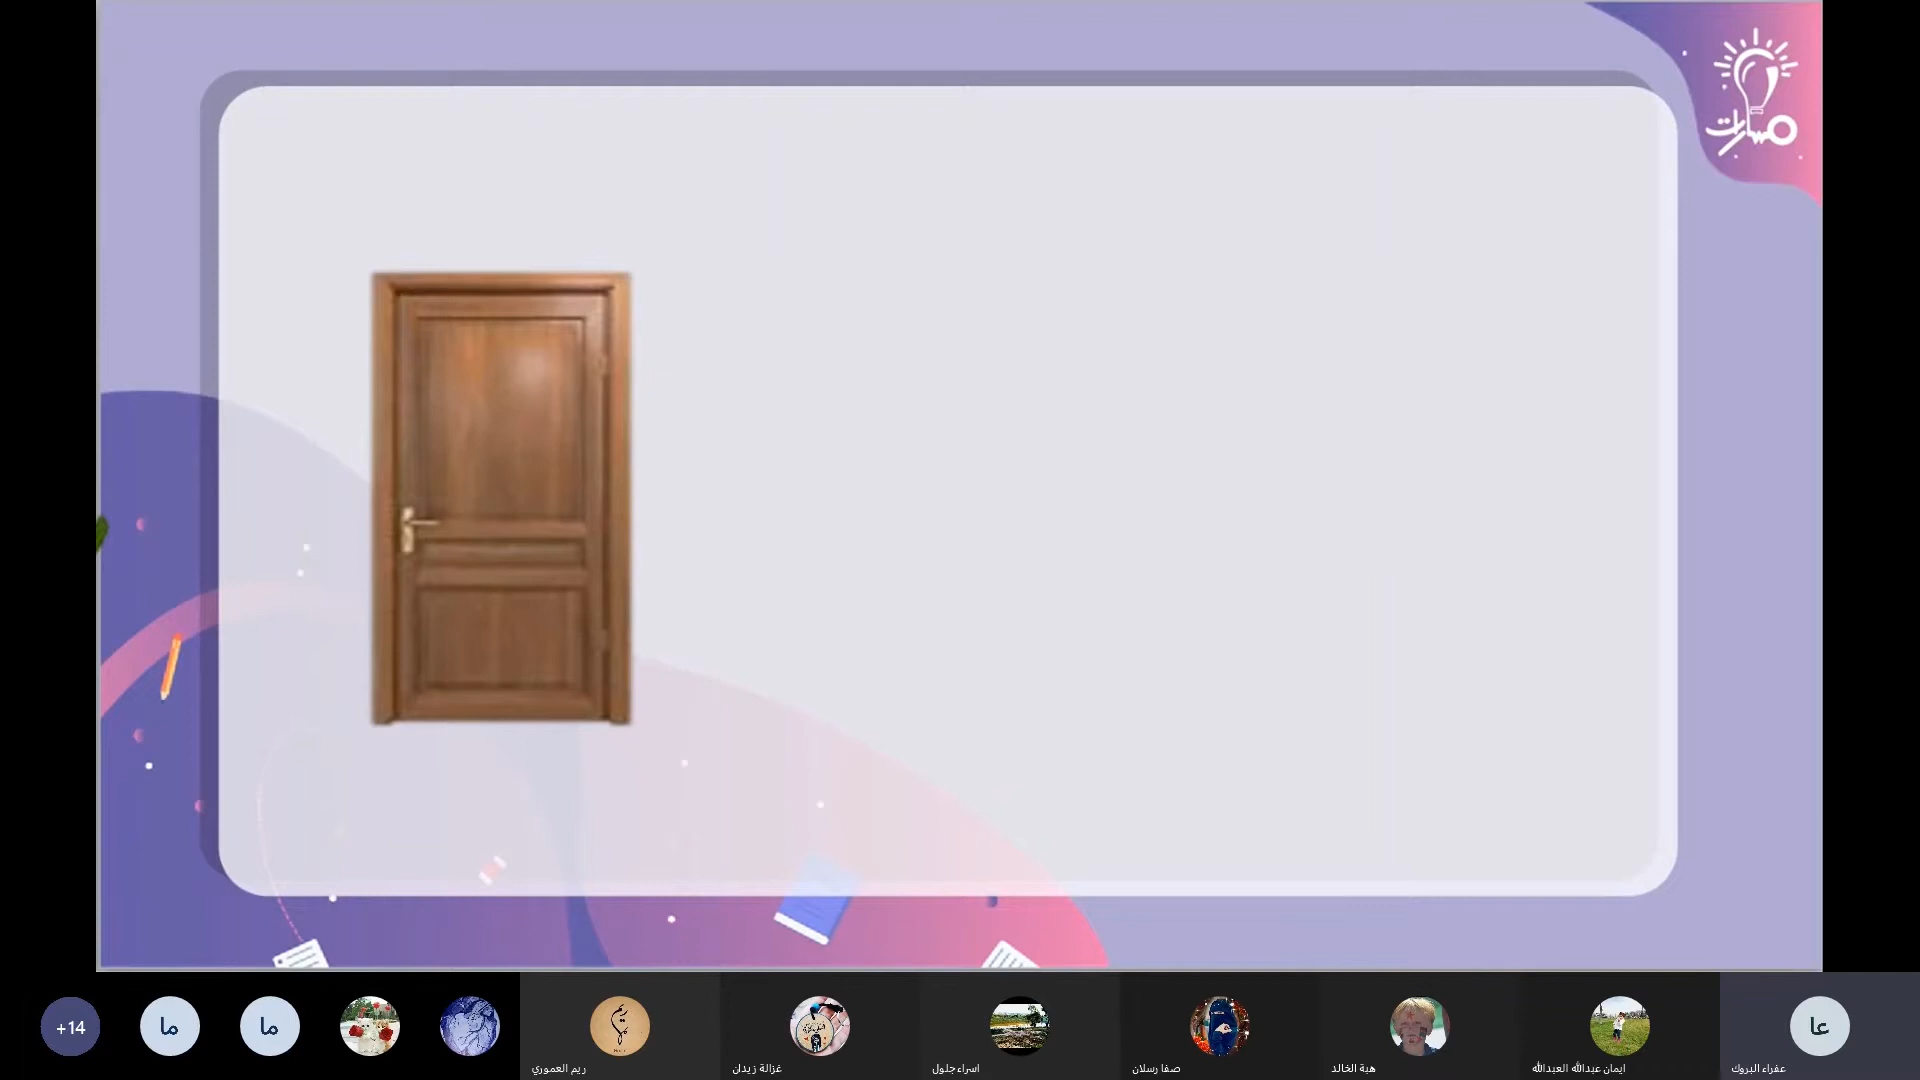 مسارات
+14
ما
ما
ريم
ريم العموري
غزالة زيدان
اسراء جلول
صفا رسلان
هبة الخالد
ايمان عبدالله العبدالله
عا
عفراء البروك